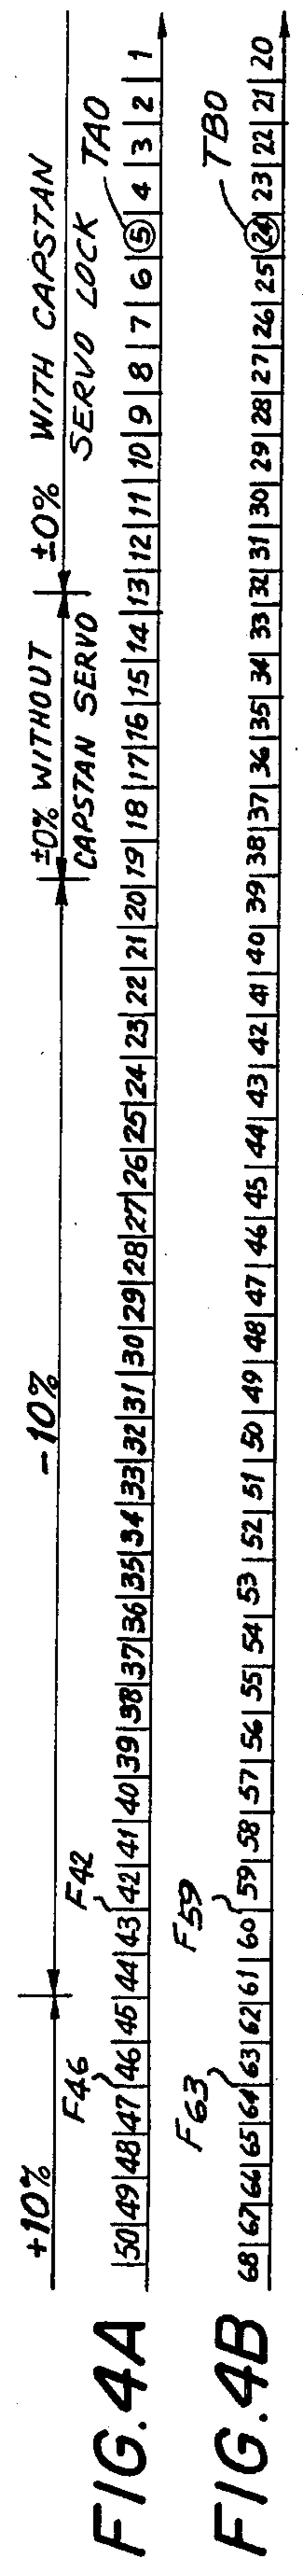 +10% -10% ±0% WITHOUT CAPSTAN SERVO ±0% WITH CAPSTAN SERVO LOCK
F46 F42 TAO
FIG. 4A |50|49|48|47|46|45|44|43|42|41|40|39|38|37|36|35|34|33|32|31|30|29|28|27|26|25|24|23|22|21|20|19|18|17|16|15|14|13|12|11|10|9|8|7|6|5|4|3|2|1
F63 F59 TBO
FIG. 4B 68|67|66|65|64|63|62|61|60|59|58|57|56|55|54|53|52|51|50|49|48|47|46|45|44|43|42|41|40|39|38|37|36|35|34|33|32|31|30|29|28|27|26|25|24|23|22|21|20